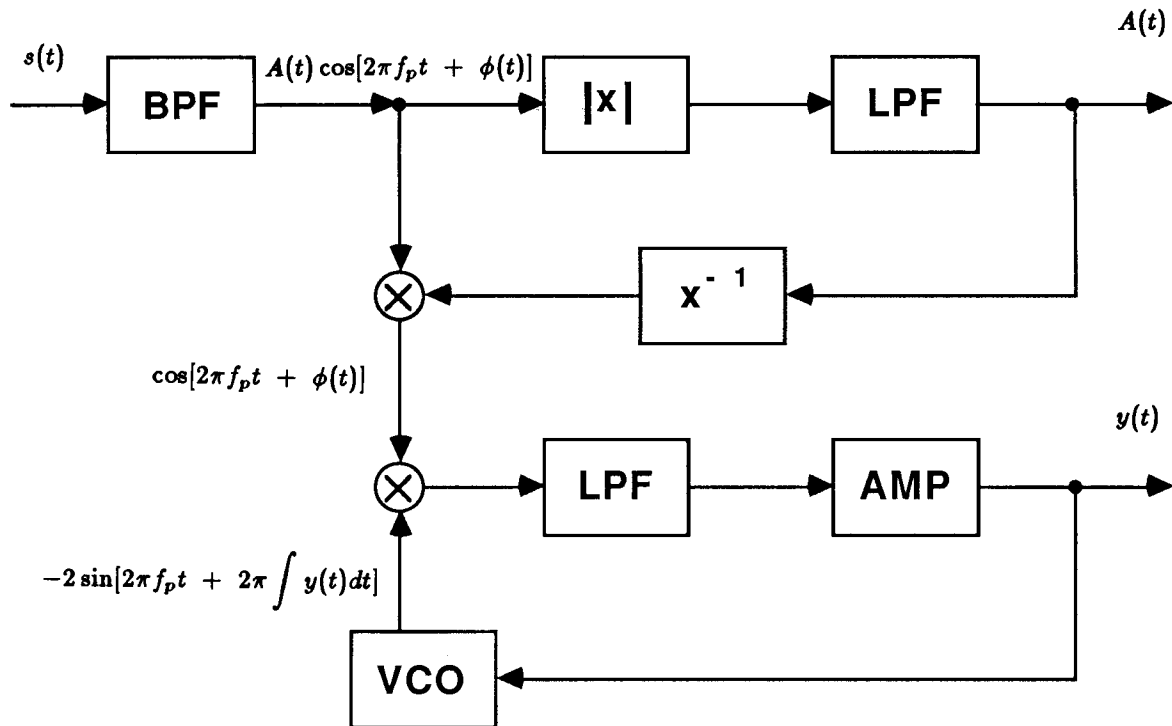 s(t)
BPF
A(t) cos[2πf_p t + ϕ(t)]
|x|
LPF
A(t)
x^{- 1}
cos[2πf_p t + ϕ(t)]
LPF
AMP
y(t)
-2 sin[2πf_p t + 2π ∫ y(t)dt]
VCO